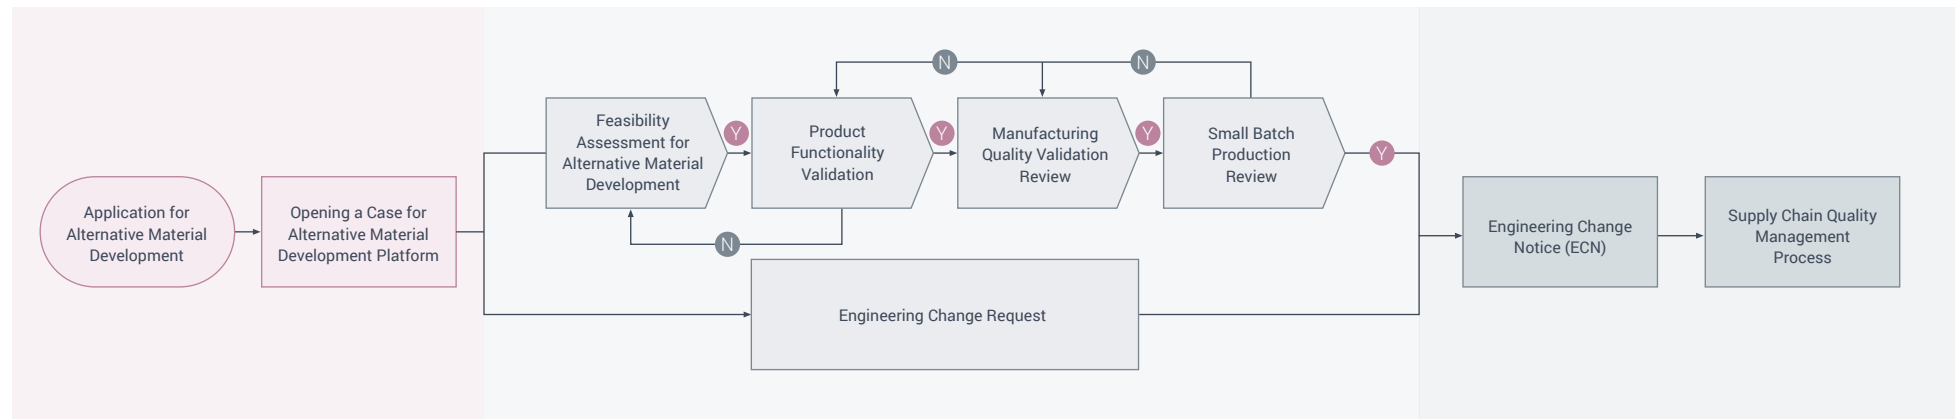 Application for
Alternative Material
Development
Opening a Case for
Alternative Material
Development Platform
Feasibility
Assessment for
Alternative Material
Development
Y
Product
Functionality
Validation
Y
Manufacturing
Quality Validation
Review
Y
Small Batch
Production
Review
Y
N
N
N
Engineering Change Request
Engineering Change
Notice (ECN)
Supply Chain Quality
Management
Process